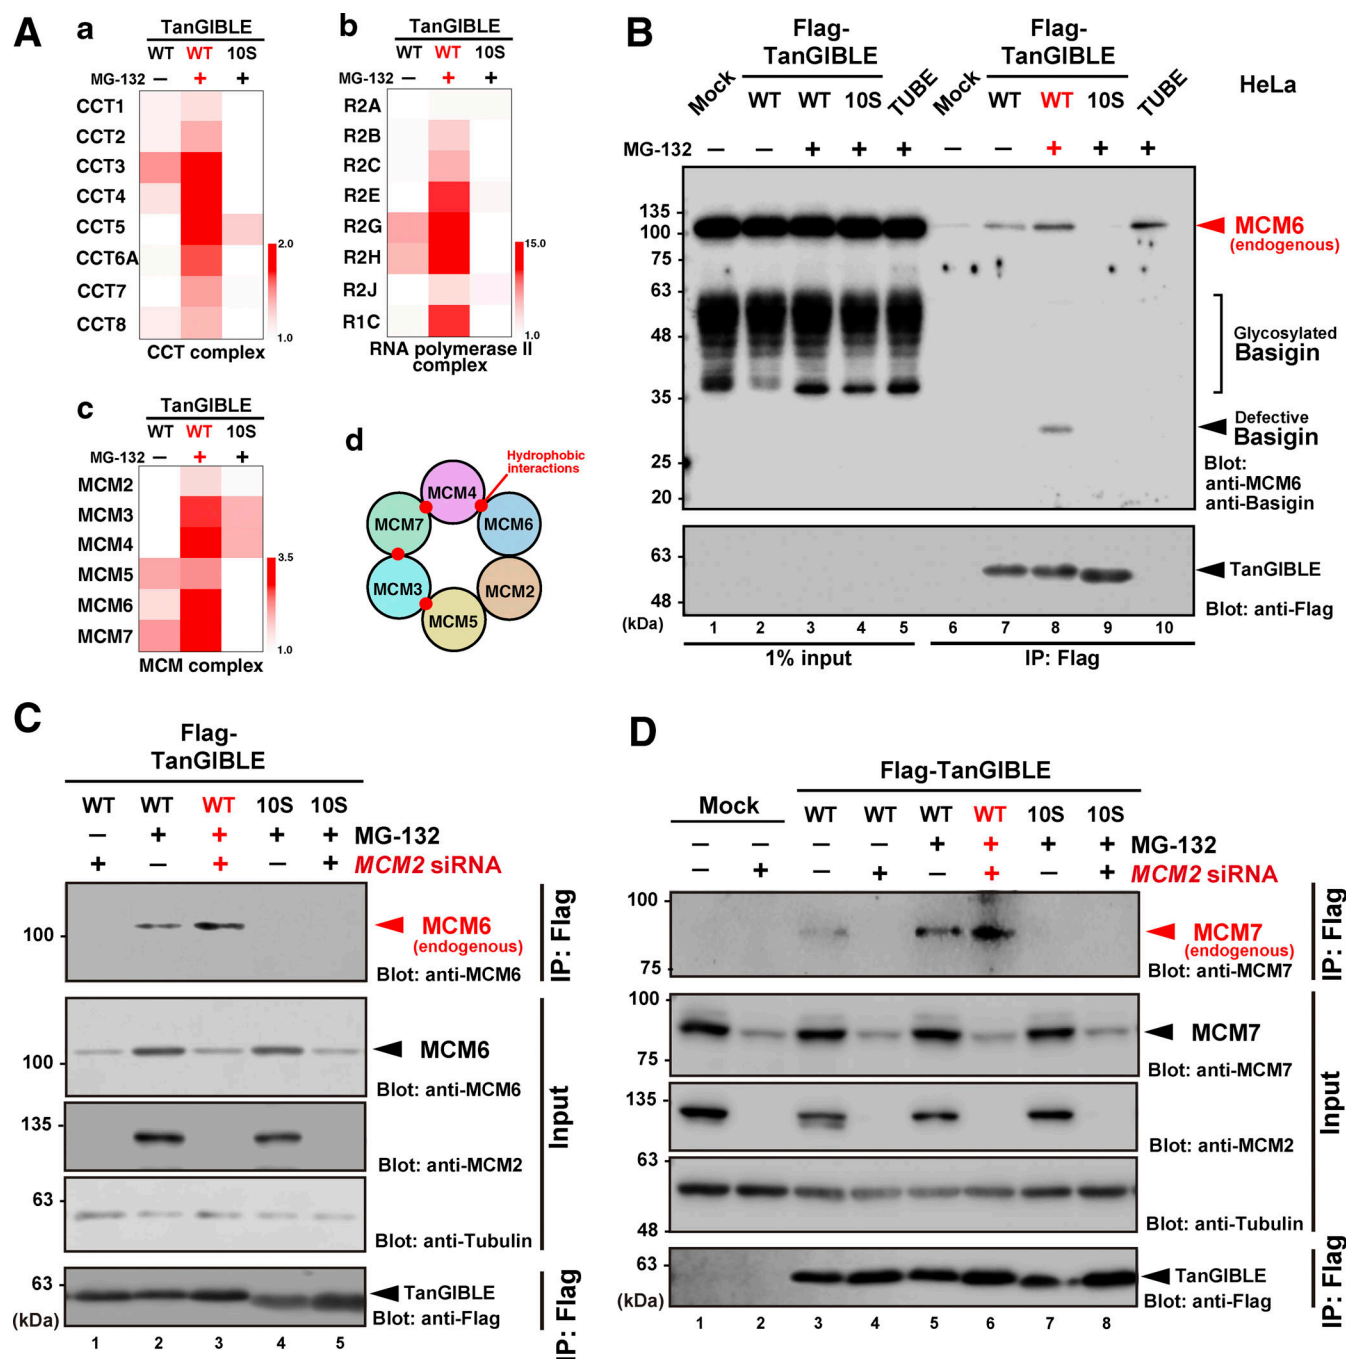 A
a
TanGIBLE
WT WT 10S
MG-132 – + +
CCT1
CCT2
CCT3
CCT4
CCT5
CCT6A
CCT7
CCT8
2.0
1.0
CCT complex
b
TanGIBLE
WT WT 10S
MG-132 – + +
R2A
R2B
R2C
R2E
R2G
R2H
R2J
R1C
15.0
1.0
RNA polymerase II
complex
c
TanGIBLE
WT WT 10S
MG-132 – + +
MCM2
MCM3
MCM4
MCM5
MCM6
MCM7
3.5
1.0
MCM complex
d
Hydrophobic
interactions
MCM4
MCM7
MCM6
MCM3
MCM2
MCM5
B
Flag-
TanGIBLE
Flag-
TanGIBLE
HeLa
Mock WT WT 10S TUBE Mock WT WT 10S TUBE
MG-132 – – + + + – – + + +
135
100
75
63
48
35
25
20
MCM6
(endogenous)
Glycosylated
Basigin
Defective
Basigin
Blot:
anti-MCM6
anti-Basigin
63
48
(kDa)
TanGIBLE
Blot: anti-Flag
1 2 3 4 5 6 7 8 9 10
1% input IP: Flag
C
Flag-
TanGIBLE
WT WT WT 10S 10S
– + + + + MG-132
+ – + – + MCM2 siRNA
100
MCM6
(endogenous)
Blot: anti-MCM6
IP: Flag
100
MCM6
Blot: anti-MCM6
135
Blot: anti-MCM2
63
Blot: anti-Tubulin
Input
63
(kDa)
TanGIBLE
Blot: anti-Flag
IP: Flag
1 2 3 4 5
D
Flag-TanGIBLE
Mock WT WT WT WT 10S 10S
– – – – + + + + MG-132
– + – + – + – + MCM2 siRNA
100
75
MCM7
(endogenous)
Blot: anti-MCM7
IP: Flag
100
75
MCM7
Blot: anti-MCM7
135
Blot: anti-MCM2
63
48
Blot: anti-Tubulin
Input
63
(kDa)
TanGIBLE
Blot: anti-Flag
IP: Flag
1 2 3 4 5 6 7 8